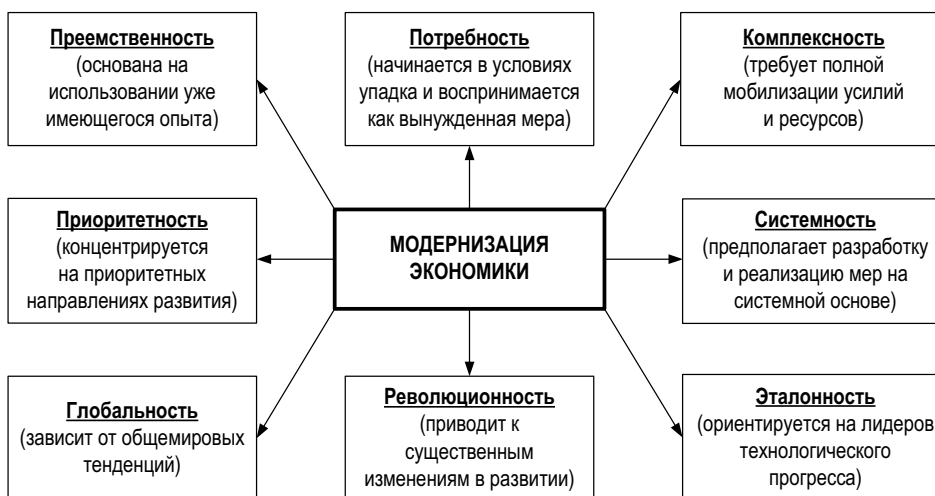 Преемственность
(основана на
использовании уже
имеющегося опыта)
Потребность
(начинается в условиях
упадка и воспринимается
как вынужденная мера)
Комплексность
(требует полной
мобилизации усилий
и ресурсов)
Приоритетность
(концентрируется
на приоритетных
направлениях развития)
МОДЕРНИЗАЦИЯ
ЭКОНОМИКИ
Системность
(предполагает разработку
и реализацию мер на
системной основе)
Глобальность
(зависит от общемировых
тенденций)
Революционность
(приводит к
существенным
изменениям в развитии)
Эталонность
(ориентируется на лидеров
технологического
прогресса)